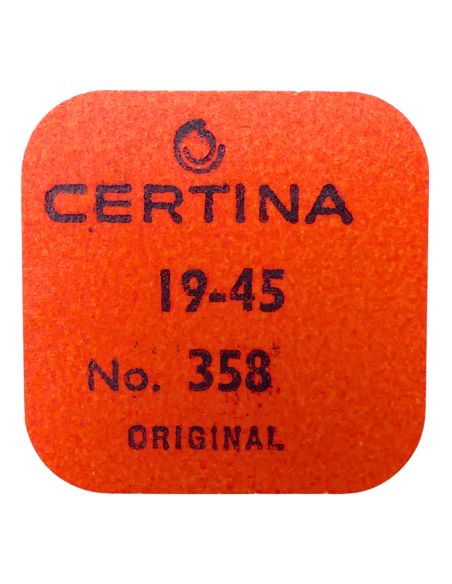 CERTINA
19-45
No. 358
ORIGINAL